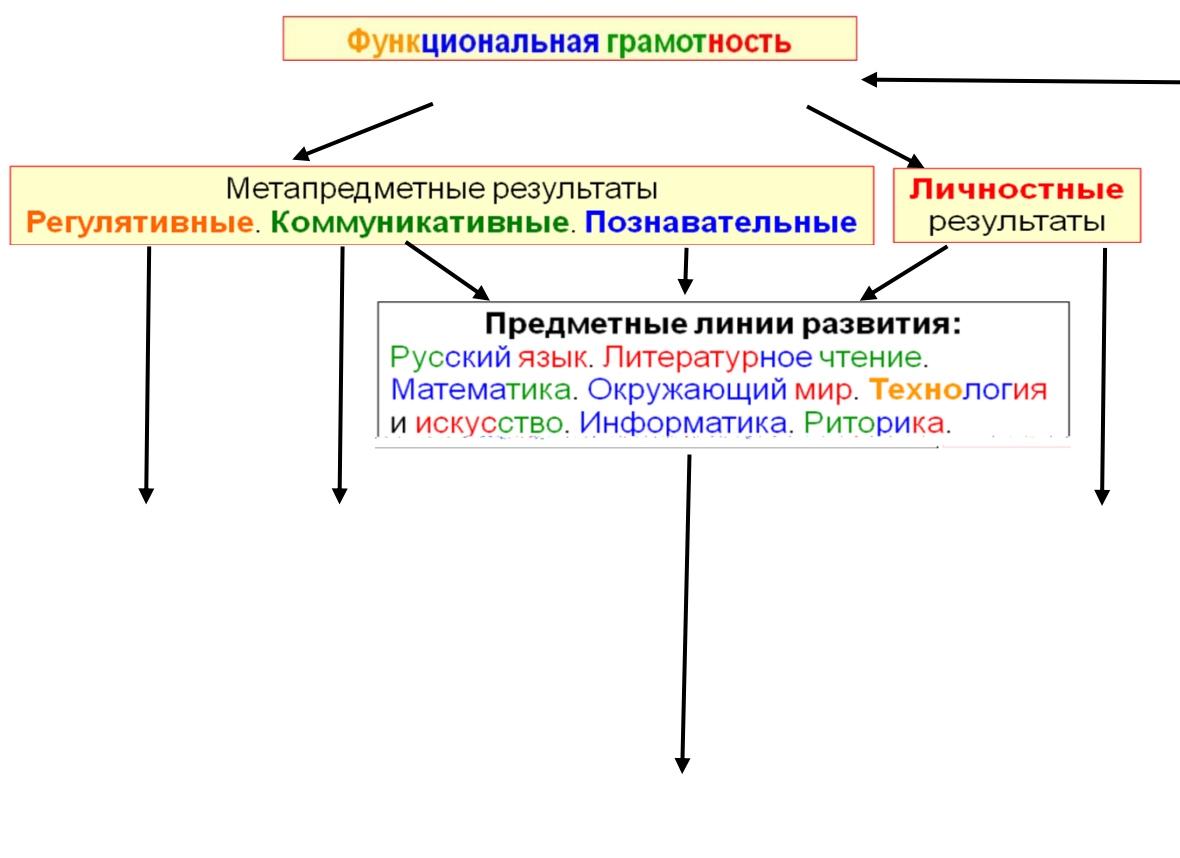 Функциональная грамотность
Метапредметные результаты
Регулятивные. Коммуникативные. Познавательные
Личностные
результаты
Предметные линии развития:
Русский язык. Литературное чтение.
Математика. Окружающий мир. Технология
и искусство. Информатика. Риторика.